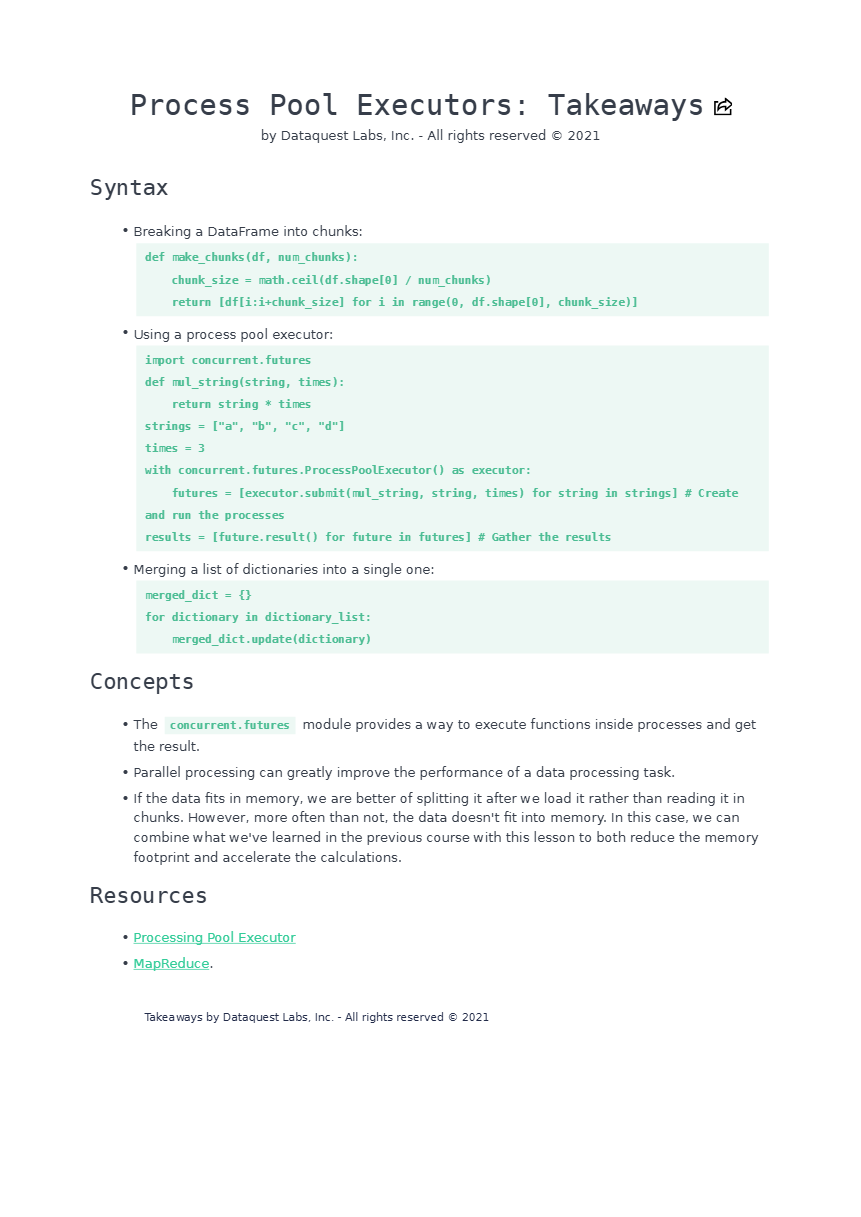 Process Pool Executors: Takeaways
by Dataquest Labs, Inc. - All rights reserved © 2021
Syntax
• Breaking a DataFrame into chunks:
def make_chunks(df, num_chunks):
    chunk_size = math.ceil(df.shape[0] / num_chunks)
    return [df[i:i+chunk_size] for i in range(0, df.shape[0], chunk_size)]
• Using a process pool executor:
import concurrent.futures
def mul_string(string, times):
    return string * times
strings = ["a", "b", "c", "d"]
times = 3
with concurrent.futures.ProcessPoolExecutor() as executor:
    futures = [executor.submit(mul_string, string, times) for string in strings] # Create
and run the processes
results = [future.result() for future in futures] # Gather the results
• Merging a list of dictionaries into a single one:
merged_dict = {}
for dictionary in dictionary_list:
    merged_dict.update(dictionary)
Concepts
• The concurrent.futures module provides a way to execute functions inside processes and get
the result.
• Parallel processing can greatly improve the performance of a data processing task.
• If the data fits in memory, we are better of splitting it after we load it rather than reading it in
chunks. However, more often than not, the data doesn't fit into memory. In this case, we can
combine what we've learned in the previous course with this lesson to both reduce the memory
footprint and accelerate the calculations.
Resources
• Processing Pool Executor
• MapReduce.
Takeaways by Dataquest Labs, Inc. - All rights reserved © 2021